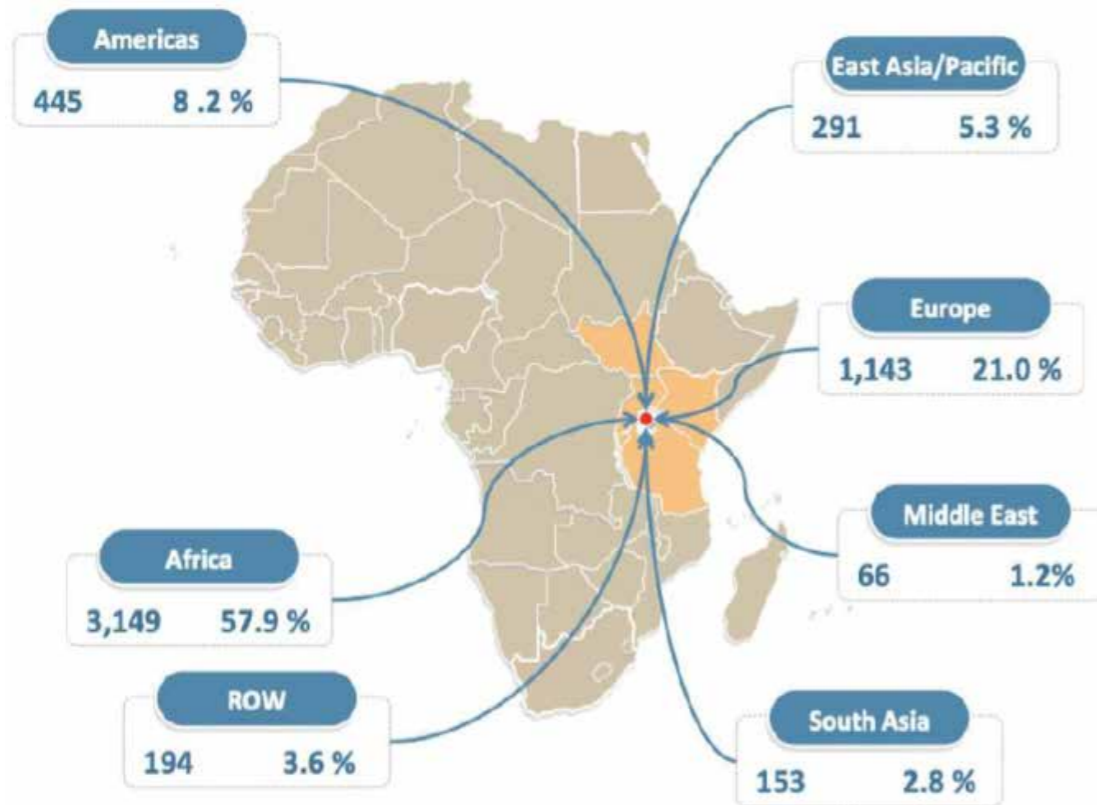 Americas
445 8 .2 %
East Asia/Pacific
291 5.3 %
Europe
1,143 21.0 %
Middle East
66 1.2%
Africa
3,149 57.9 %
ROW
194 3.6 %
South Asia
153 2.8 %